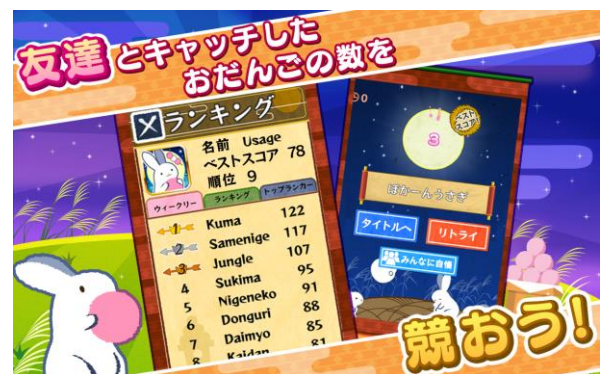 友達とキャッチした
おだんごの数を
ランキング
名前 Usage
ベストスコア 78
順位 9
ウィークリー ランキング トップランカー
1 Kuma 122
2 Samenige 117
3 Jungle 107
4 Sukima 95
5 Nigeneko 91
6 Donguri 88
7 Daimyo 85
8 Kaidan 81
90
3
ベスト
スコア!
ぽかーんうさぎ
タイトルへ リトライ
みんなに自慢
競おう!